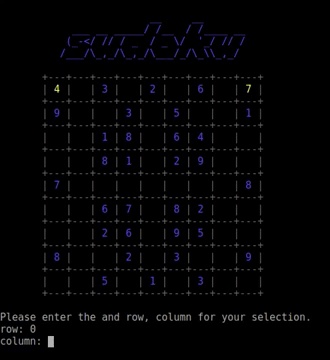 sudoku
4 3 2 6 7
9 3 5 1
1 8 6 4
8 1 2 9
7 8
6 7 8 2
2 6 9 5
8 2 3 9
5 1 3
Please enter the and row, column for your selection.
row: 0
column: